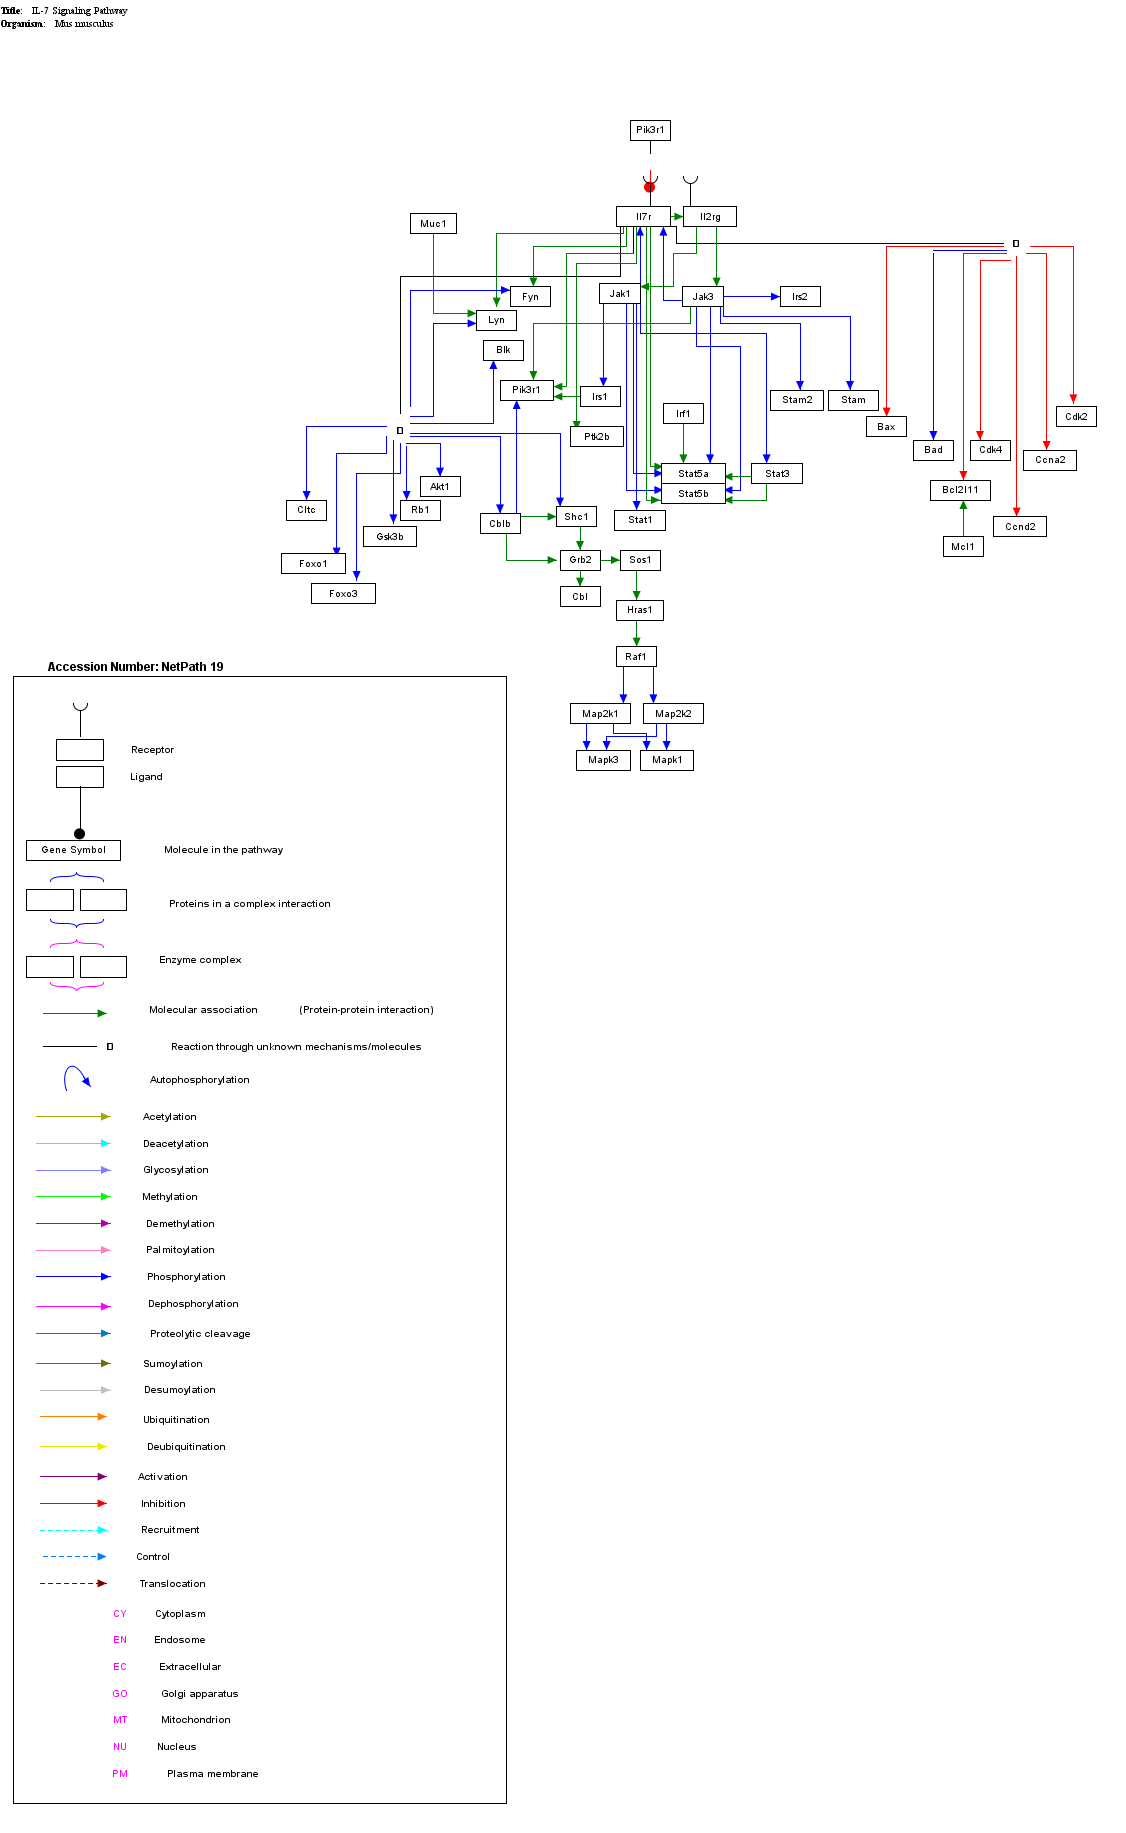 Title: IL-7 Signaling Pathway
Organism: Mus musculus
Pik3r1
Il7r
Il2rg
Muc1
Fyn
Jak1
Jak3
Irs2
Lyn
Blk
Pik3r1
Irs1
Stam2
Stam
Irf1
Bax
Cdk2
Ptk2b
Bad
Cdk4
Ccna2
Stat5a
Stat3
Stat5b
Akt1
Bcl2l11
Cltc
Rb1
Cblb
Shc1
Stat1
Ccnd2
Gsk3b
Mcl1
Foxo1
Grb2
Sos1
Foxo3
Cbl
Hras1
Raf1
Map2k1
Map2k2
Mapk3
Mapk1
Accession Number: NetPath 19
Receptor
Ligand
Gene Symbol
Molecule in the pathway
Proteins in a complex interaction
Enzyme complex
Molecular association (Protein-protein interaction)
Reaction through unknown mechanisms/molecules
Autophosphorylation
Acetylation
Deacetylation
Glycosylation
Methylation
Demethylation
Palmitoylation
Phosphorylation
Dephosphorylation
Proteolytic cleavage
Sumoylation
Desumoylation
Ubiquitination
Deubiquitination
Activation
Inhibition
Recruitment
Control
Translocation
CY Cytoplasm
EN Endosome
EC Extracellular
GO Golgi apparatus
MT Mitochondrion
NU Nucleus
PM Plasma membrane